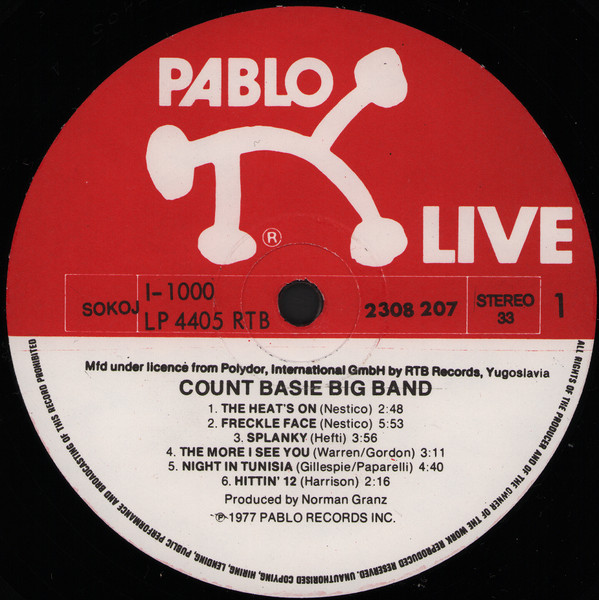 PABLO
LIVE
®
SOKOJ
I-1000
LP 4405 RTB
2308 207
STEREO
33
1
Mfd under licence from Polydor, International GmbH by RTB Records, Yugoslavia
COUNT BASIE BIG BAND
1. THE HEAT'S ON (Nestico) 2:48
2. FRECKLE FACE (Nestico) 5:53
3. SPLANKY (Hefti) 3:56
4. THE MORE I SEE YOU (Warren/Gordon) 3:11
5. NIGHT IN TUNISIA (Gillespie/Paparelli) 4:40
6. HITTIN' 12 (Harrison) 2:16
Produced by Norman Granz
℗1977 PABLO RECORDS INC.
ALL RIGHTS OF THE PRODUCER AND OF THE OWNER OF THE WORK REPRODUCED RESERVED. UNAUTHORISED COPYING, HIRING, LENDING, PUBLIC PERFORMANCE AND BROADCASTING OF THIS RECORD PROHIBITED